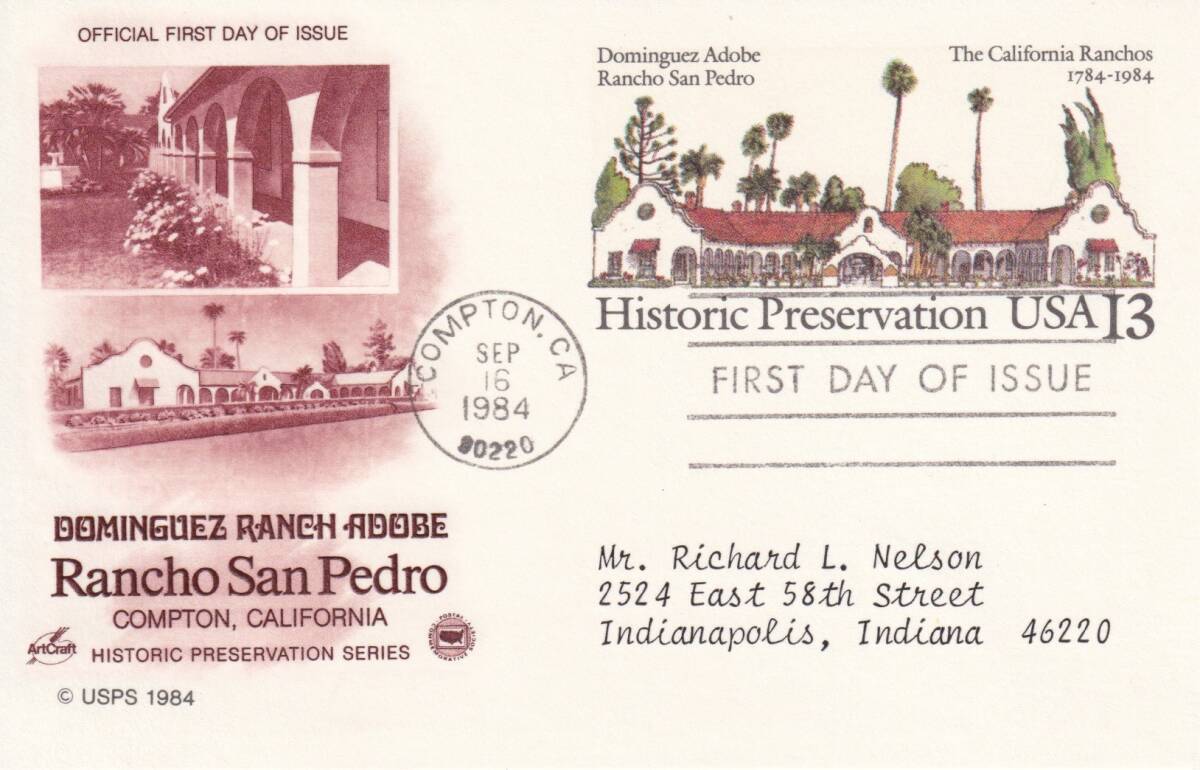 OFFICIAL FIRST DAY OF ISSUE
Dominguez Adobe
Rancho San Pedro
The California Ranchos
1784-1984
Historic Preservation USA 13
COMPTON, CA
SEP
16
1984
90220
FIRST DAY OF ISSUE
DOMINGUEZ RANCH ADOBE
Rancho San Pedro
COMPTON, CALIFORNIA
ArtCraft
HISTORIC PRESERVATION SERIES
© USPS 1984
Mr. Richard L. Nelson
2524 East 58th Street
Indianapolis, Indiana 46220